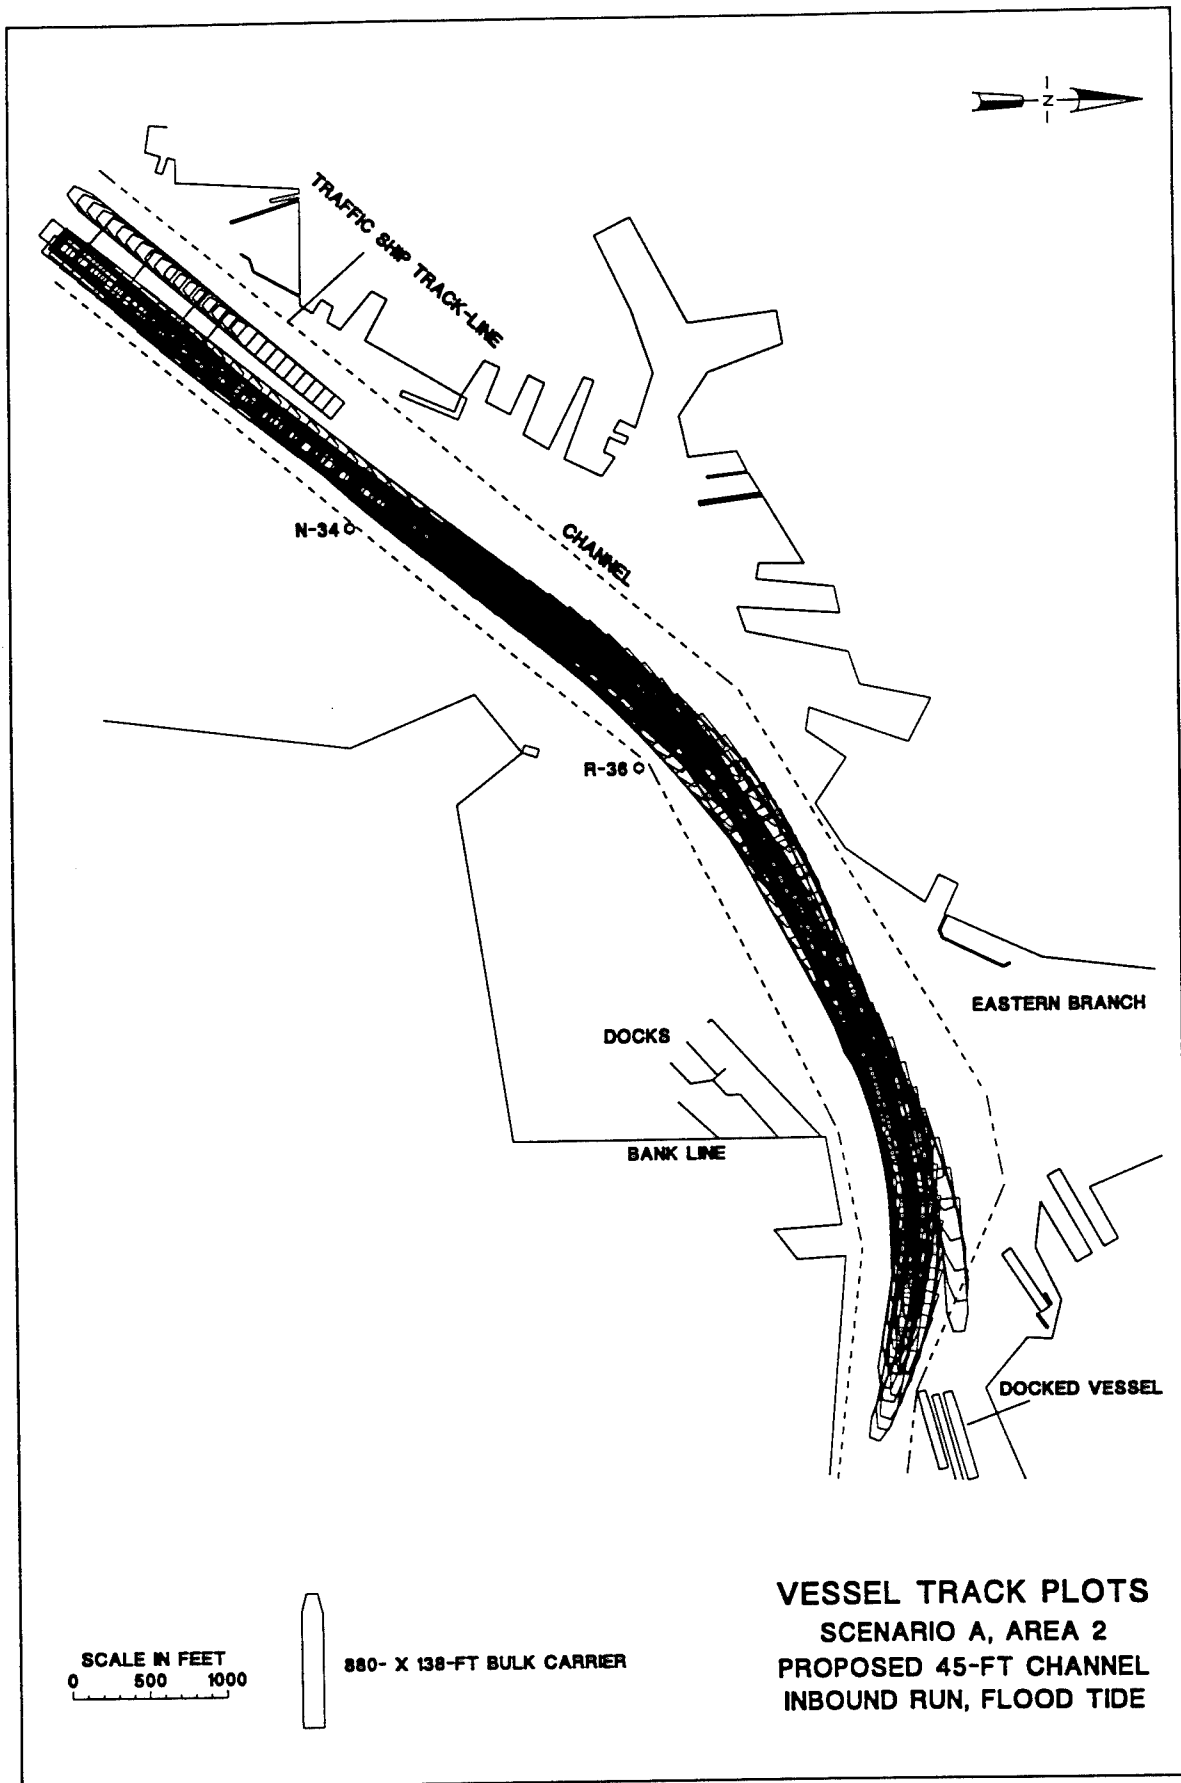 Z
TRAFFIC SHIP TRACK-LINE
N-34
CHANNEL
R-36
EASTERN BRANCH
DOCKS
BANK LINE
DOCKED VESSEL
VESSEL TRACK PLOTS
SCENARIO A, AREA 2
PROPOSED 45-FT CHANNEL
INBOUND RUN, FLOOD TIDE
SCALE IN FEET
0 500 1000
880- X 138-FT BULK CARRIER